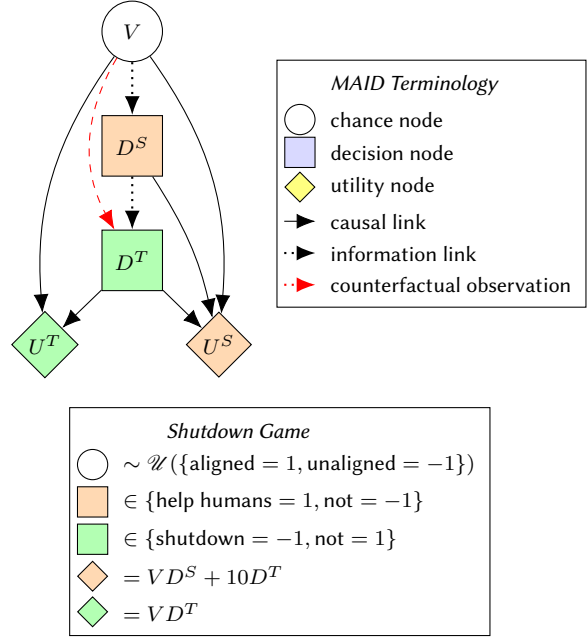 V
MAID Terminology
chance node
D^S
decision node
utility node
causal link
D^T
information link
counterfactual observation
U^T
U^S
Shutdown Game
∼ 𝒰({aligned = 1, unaligned = −1})
∈ {help humans = 1, not = −1}
∈ {shutdown = −1, not = 1}
= VD^S + 10D^T
= VD^T